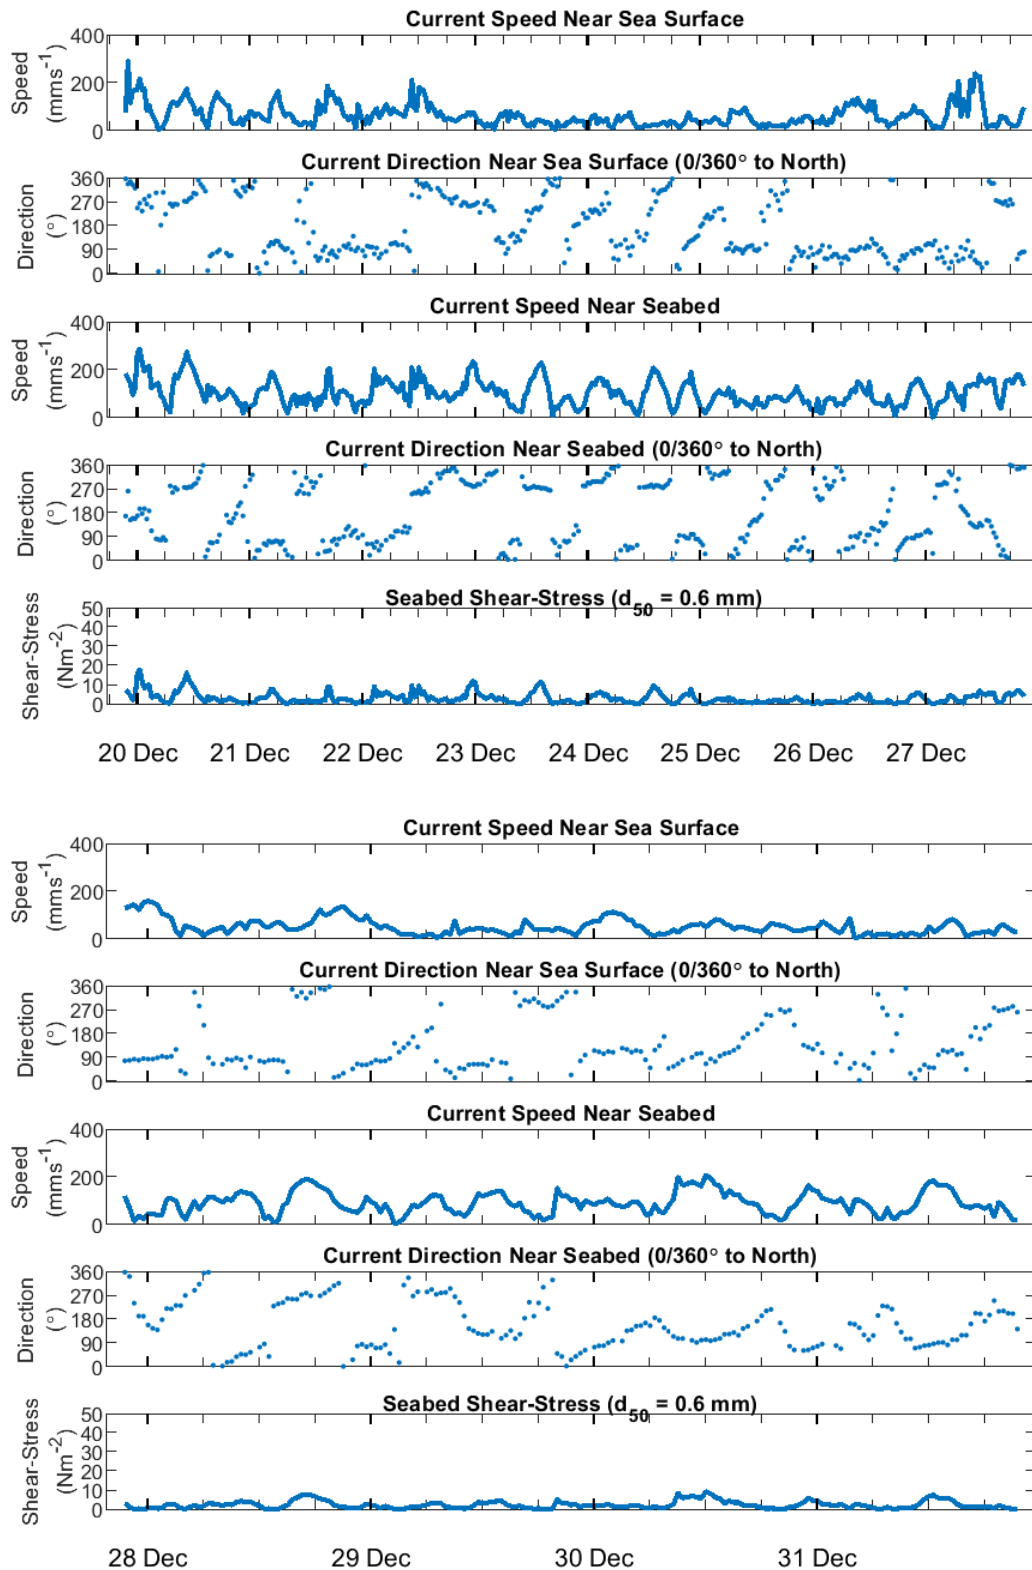 Current Speed Near Sea Surface
Speed
(mms⁻¹)
400
200
0
Current Direction Near Sea Surface (0/360° to North)
Direction
(°)
360
270
180
90
0
Current Speed Near Seabed
Speed
(mms⁻¹)
400
200
0
Current Direction Near Seabed (0/360° to North)
Direction
(°)
360
270
180
90
0
Seabed Shear-Stress (d₅₀ = 0.6 mm)
Shear-Stress
(Nm⁻²)
50
40
30
20
10
0
20 Dec 21 Dec 22 Dec 23 Dec 24 Dec 25 Dec 26 Dec 27 Dec
Current Speed Near Sea Surface
Speed
(mms⁻¹)
400
200
0
Current Direction Near Sea Surface (0/360° to North)
Direction
(°)
360
270
180
90
0
Current Speed Near Seabed
Speed
(mms⁻¹)
400
200
0
Current Direction Near Seabed (0/360° to North)
Direction
(°)
360
270
180
90
0
Seabed Shear-Stress (d₅₀ = 0.6 mm)
Shear-Stress
(Nm⁻²)
50
40
30
20
10
0
28 Dec 29 Dec 30 Dec 31 Dec